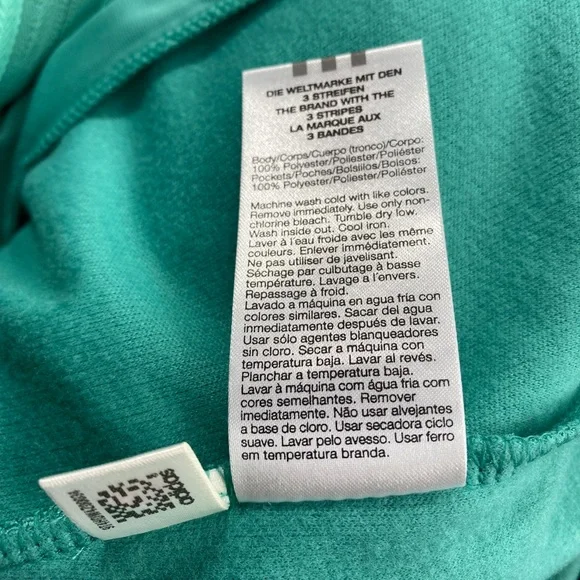 DIE WELTMARKE MIT DEN
3 STREIFEN
THE BRAND WITH THE
3 STRIPES
LA MARQUE AUX
3 BANDES
Body/Corps/Cuerpo (tronco)/Corpo:
100% Polyester/Poliester/Poliéster
Pockets/Poches/Bolsillos/Bolsos:
100% Polyester/Poliester/Poliéster
Machine wash cold with like colors.
Remove immediately. Use only non-
chlorine bleach. Tumble dry low.
Wash inside out. Cool iron.
Laver à l'eau froide avec les même
couleurs. Enlever immédiatement.
Ne pas utiliser de javelisant.
Séchage par culbutage à basse
température. Lavage a l'envers.
Repassage à froid.
Lavado a máquina en agua fría con
colores similares. Sacar del agua
inmediatamente después de lavar.
Usar sólo agentes blanqueadores
sin cloro. Secar a maquina con
temperatura baja. Lavar al revés.
Planchar a temperatura baja.
Lavar à máquina com água fria com
cores semelhantes. Remover
imediatamente. Não usar alvejantes
a base de cloro. Usar secadora ciclo
suave. Lavar pelo avesso. Usar ferro
em temperatura branda.
adidas